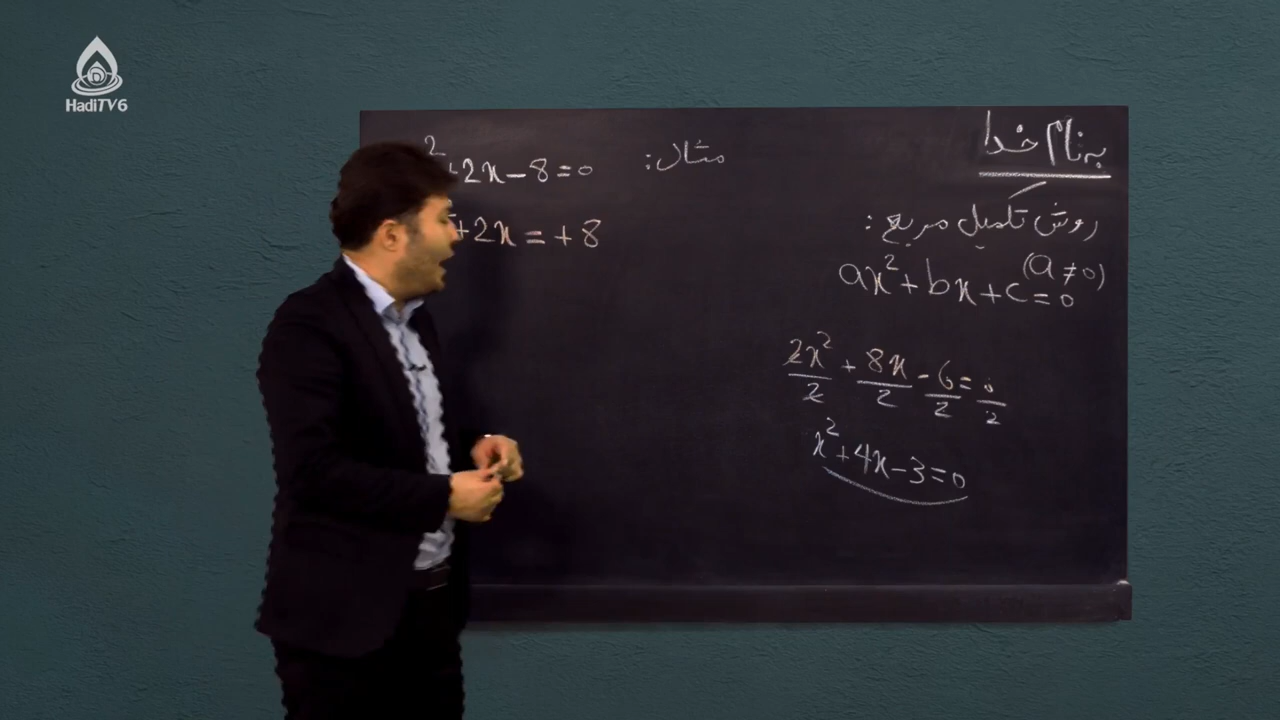 HadiTV6
به نام خدا
روش تکمیل مربع :
ax²+bx+c=0 (a≠0)
2x²/2 + 8x/2 - 6/2 = 0/2
x²+4x-3=0
مثال:
²+2x-8=0
+2x=+8